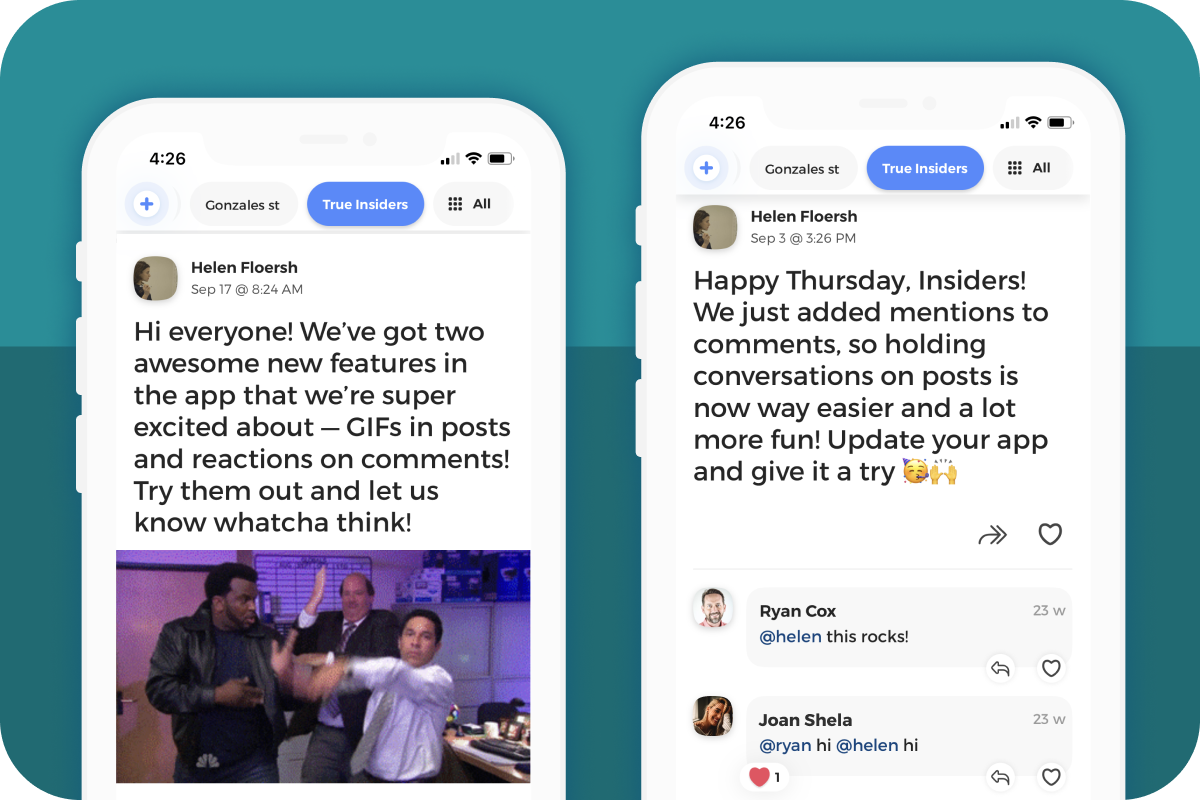 4:26
Gonzales st
True Insiders
All
Helen Floersh
Sep 17 @ 8:24 AM
Hi everyone! We’ve got two
awesome new features in
the app that we’re super
excited about — GIFs in posts
and reactions on comments!
Try them out and let us
know whatcha think!
4:26
Gonzales st
True Insiders
All
Helen Floersh
Sep 3 @ 3:26 PM
Happy Thursday, Insiders!
We just added mentions to
comments, so holding
conversations on posts is
now way easier and a lot
more fun! Update your app
and give it a try 🥳🙌
Ryan Cox
23 w
@helen this rocks!
Joan Shela
23 w
@ryan hi @helen hi
1